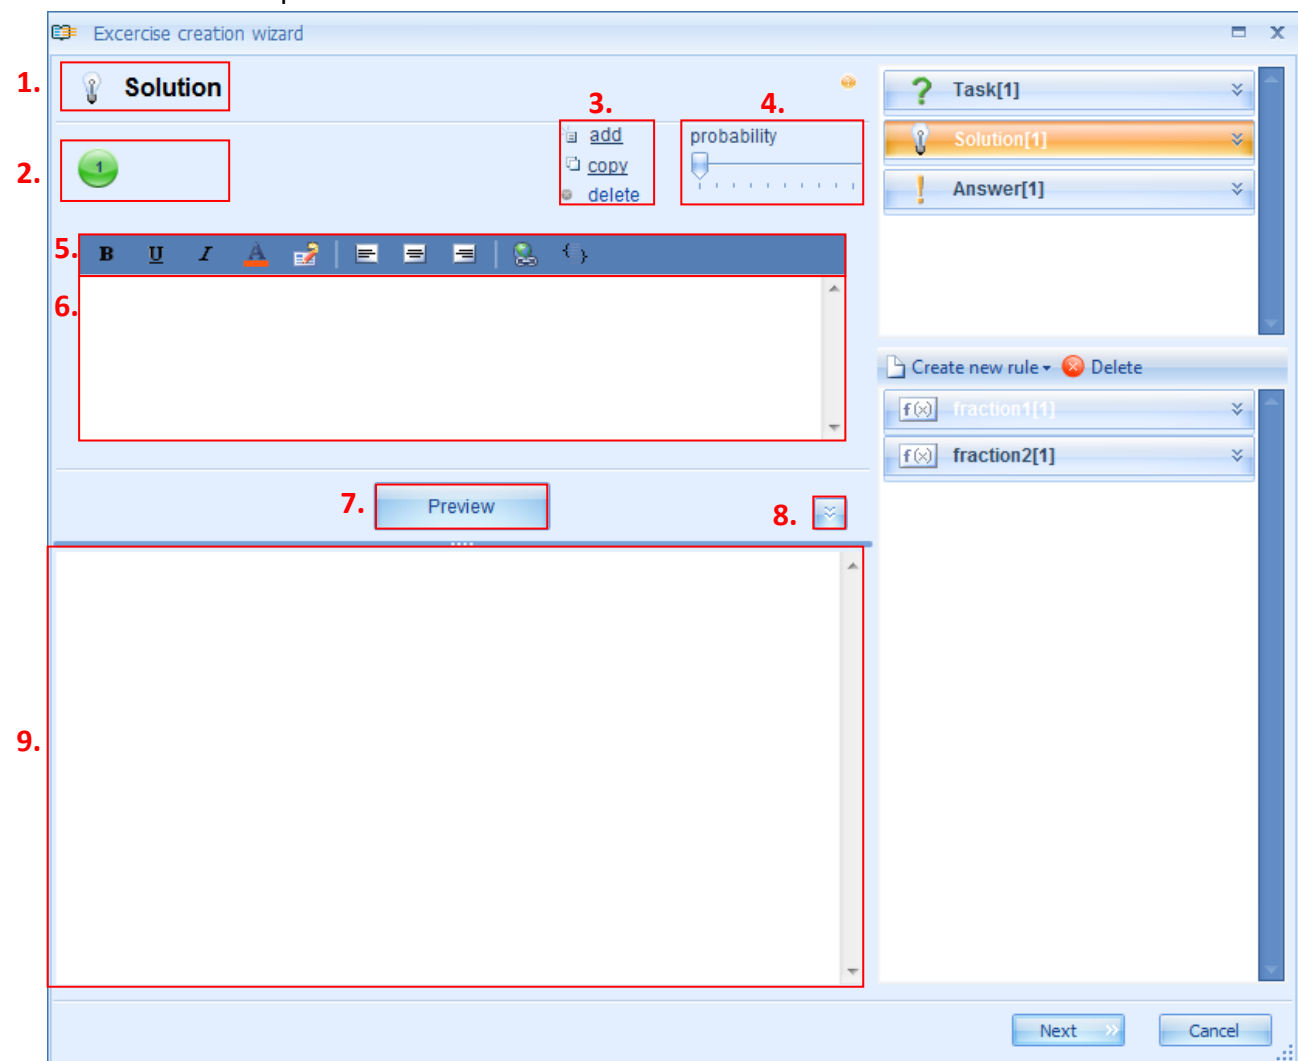 Excercise creation wizard
1. Solution
3. 4.
2. 1
add
copy
delete
probability
5. B U I A { }
6.
7. Preview
8.
9.
Task[1]
Solution[1]
Answer[1]
Create new rule Delete
f(x) fraction1[1]
f(x) fraction2[1]
Next Cancel